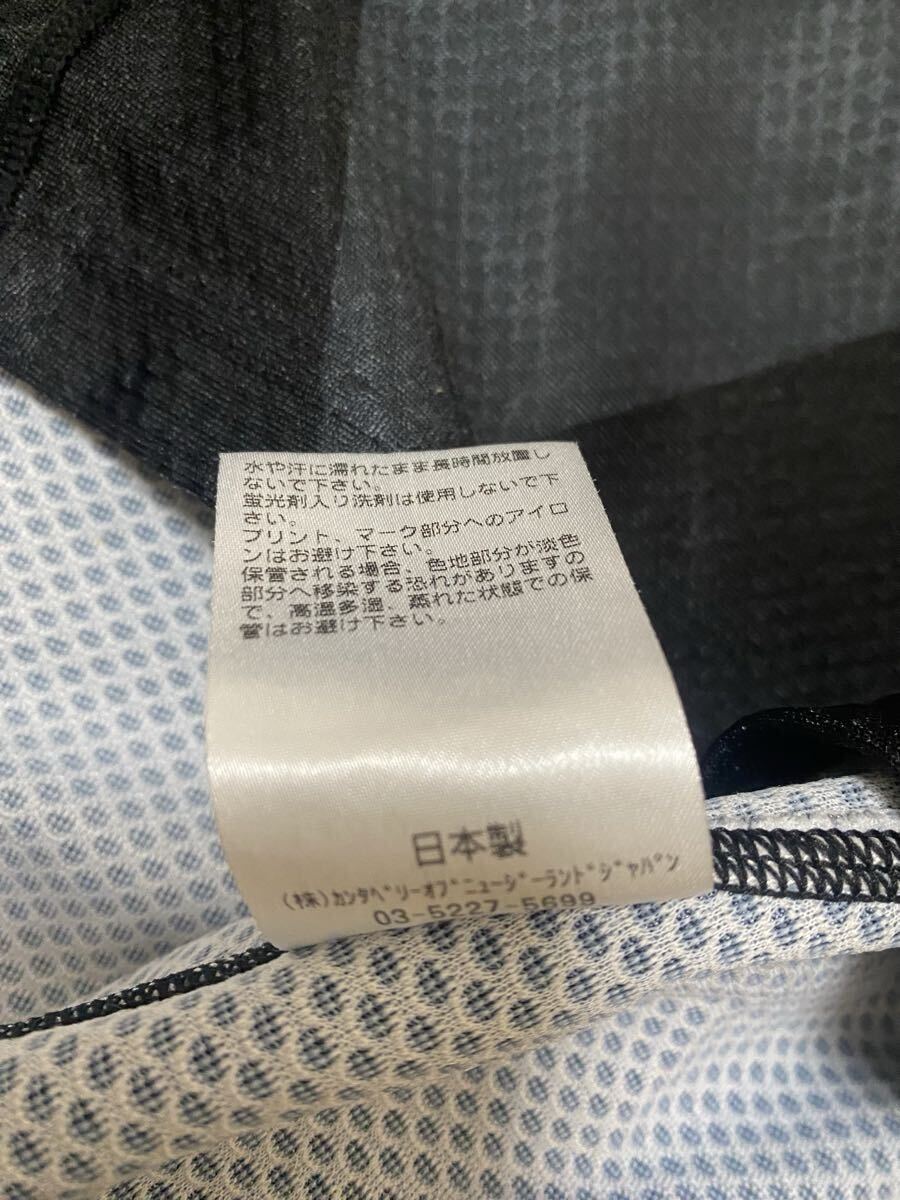 水や汗に濡れたまま長時間放置し
ないで下さい。
蛍光剤入り洗剤は使用しないで下
さい。
プリント、マーク部分へのアイロ
ンはお避け下さい。
保管される場合、色地部分が淡色
部分へ移染する恐れがありますの
で、高温多湿、蒸れた状態での保
管はお避け下さい。
日本製
(株)ｶﾝﾀﾍﾞﾘｰｵﾌﾞﾆｭｰｼﾞｰﾗﾝﾄﾞｼﾞｬﾊﾟﾝ
03-5227-5699